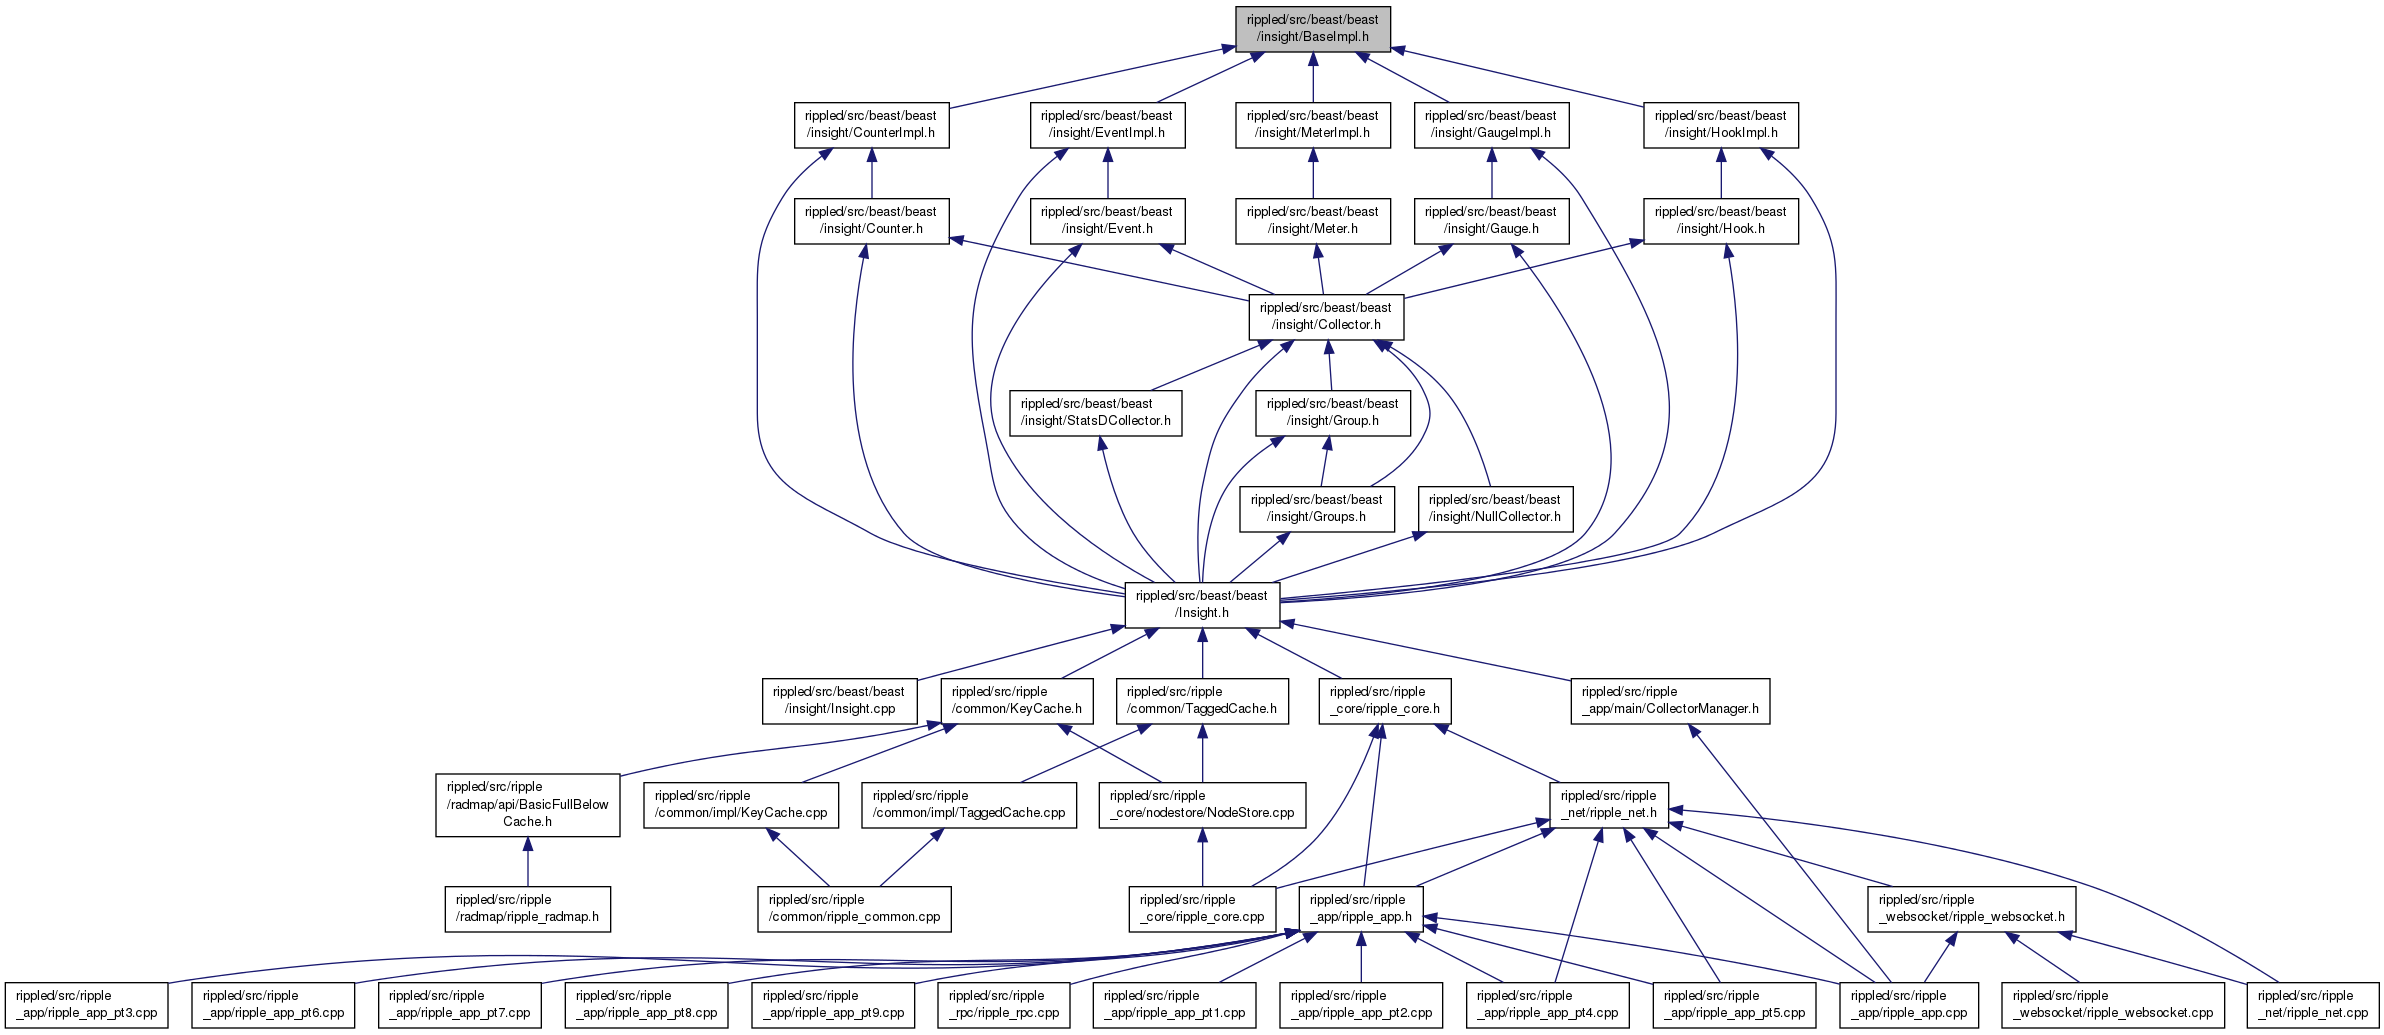 rippled/src/beast/beast
/insight/BaseImpl.h
rippled/src/beast/beast
/insight/CounterImpl.h
rippled/src/beast/beast
/insight/EventImpl.h
rippled/src/beast/beast
/insight/MeterImpl.h
rippled/src/beast/beast
/insight/GaugeImpl.h
rippled/src/beast/beast
/insight/HookImpl.h
rippled/src/beast/beast
/insight/Counter.h
rippled/src/beast/beast
/insight/Event.h
rippled/src/beast/beast
/insight/Meter.h
rippled/src/beast/beast
/insight/Gauge.h
rippled/src/beast/beast
/insight/Hook.h
rippled/src/beast/beast
/insight/Collector.h
rippled/src/beast/beast
/insight/StatsDCollector.h
rippled/src/beast/beast
/insight/Group.h
rippled/src/beast/beast
/insight/Groups.h
rippled/src/beast/beast
/insight/NullCollector.h
rippled/src/beast/beast
/Insight.h
rippled/src/beast/beast
/insight/Insight.cpp
rippled/src/ripple
/common/KeyCache.h
rippled/src/ripple
/common/TaggedCache.h
rippled/src/ripple
_core/ripple_core.h
rippled/src/ripple
_app/main/CollectorManager.h
rippled/src/ripple
/radmap/api/BasicFullBelow
Cache.h
rippled/src/ripple
/common/impl/KeyCache.cpp
rippled/src/ripple
/common/impl/TaggedCache.cpp
rippled/src/ripple
_core/nodestore/NodeStore.cpp
rippled/src/ripple
_net/ripple_net.h
rippled/src/ripple
/radmap/ripple_radmap.h
rippled/src/ripple
/common/ripple_common.cpp
rippled/src/ripple
_core/ripple_core.cpp
rippled/src/ripple
_app/ripple_app.h
rippled/src/ripple
_websocket/ripple_websocket.h
rippled/src/ripple
_app/ripple_app_pt3.cpp
rippled/src/ripple
_app/ripple_app_pt6.cpp
rippled/src/ripple
_app/ripple_app_pt7.cpp
rippled/src/ripple
_app/ripple_app_pt8.cpp
rippled/src/ripple
_app/ripple_app_pt9.cpp
rippled/src/ripple
_rpc/ripple_rpc.cpp
rippled/src/ripple
_app/ripple_app_pt1.cpp
rippled/src/ripple
_app/ripple_app_pt2.cpp
rippled/src/ripple
_app/ripple_app_pt4.cpp
rippled/src/ripple
_app/ripple_app_pt5.cpp
rippled/src/ripple
_app/ripple_app.cpp
rippled/src/ripple
_websocket/ripple_websocket.cpp
rippled/src/ripple
_net/ripple_net.cpp